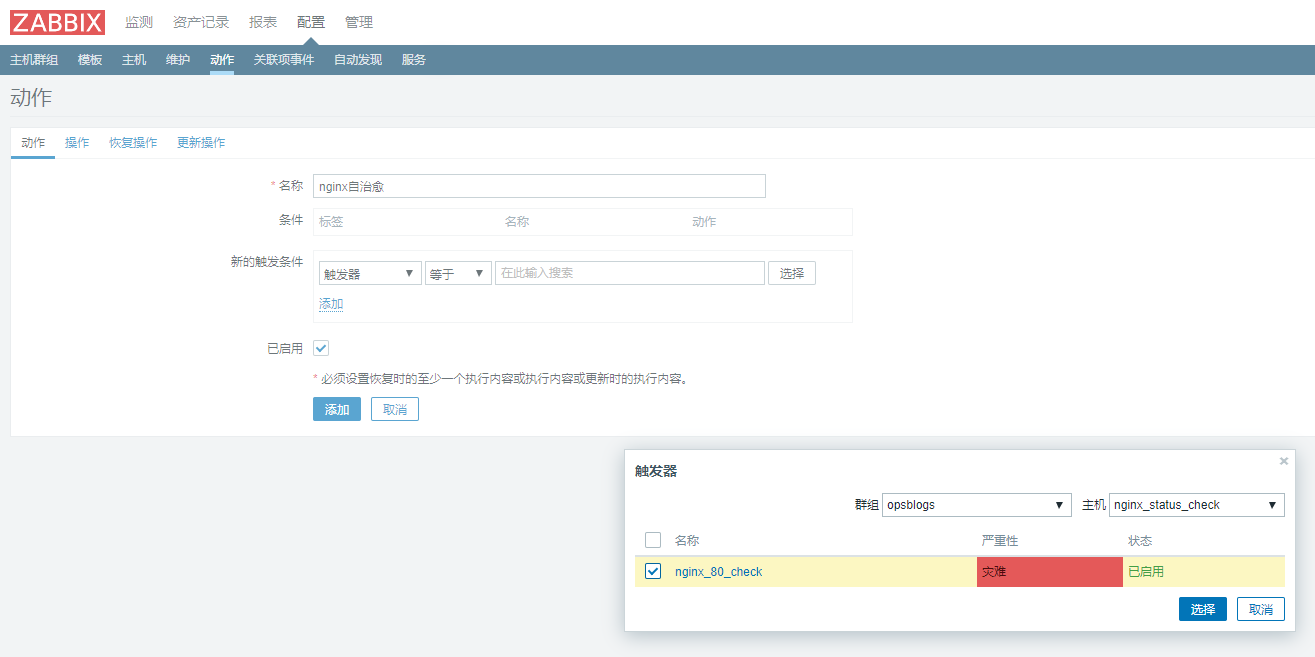 ZABBIX 监测 资产记录 报表 配置 管理
主机群组 模板 主机 维护 动作 关联项事件 自动发现 服务
动作
动作 操作 恢复操作 更新操作
* 名称 nginx自治愈
条件 标签 名称 动作
新的触发条件 触发器 等于 在此输入搜索 选择
添加
已启用
* 必须设置恢复时的至少一个执行内容或执行内容或更新时的执行内容。
添加 取消
触发器
群组 opsblogs 主机 nginx_status_check
名称 严重性 状态
nginx_80_check 灾难 已启用
选择 取消